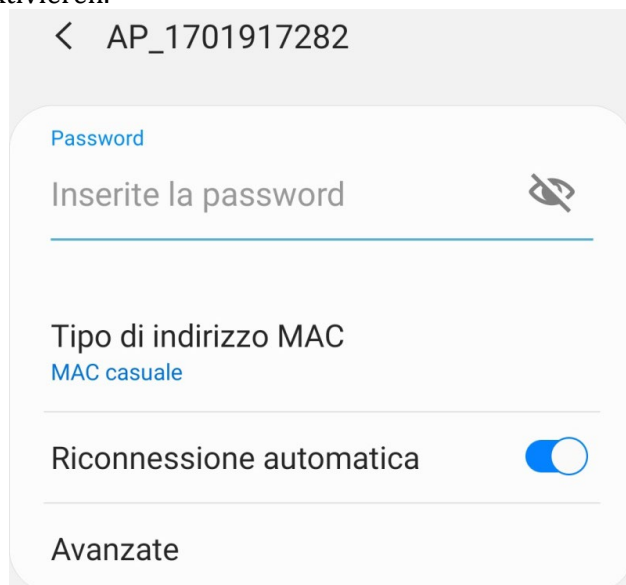 AP_1701917282
Password
Inserite la password
Tipo di indirizzo MAC
MAC casuale
Riconnessione automatica
Avanzate